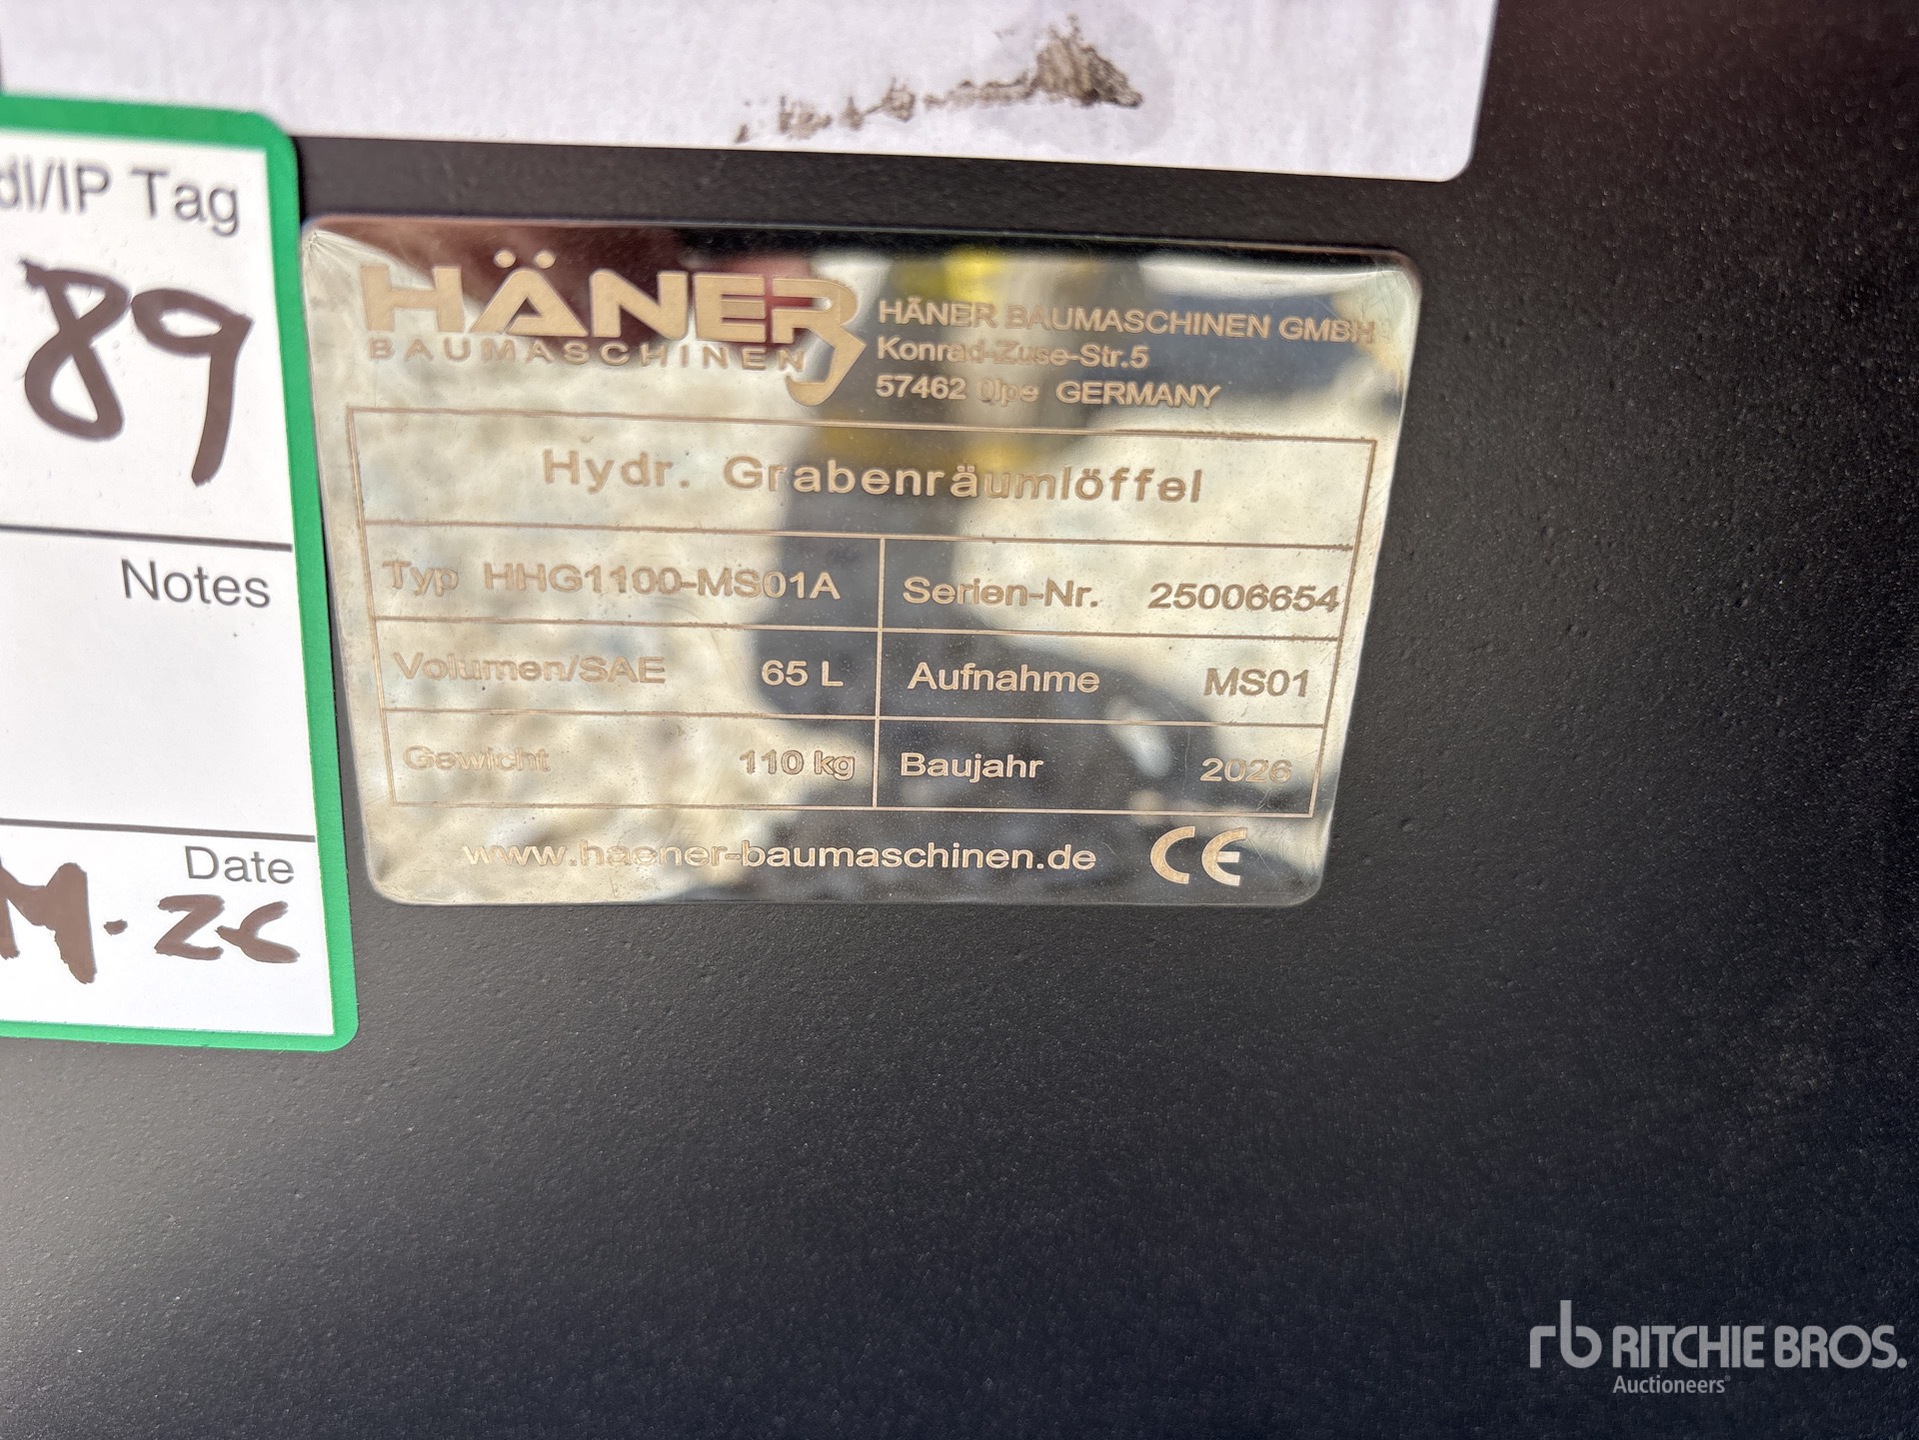 dl/IP Tag
89
Notes
Date
M-26
HÄNER
BAUMASCHINEN
HÄNER BAUMASCHINEN GMBH
Konrad-Zuse-Str.5
57462 Olpe GERMANY
Hydr. Grabenräumlöffel
Typ HHG1100-MS01A
Serien-Nr. 25006654
Volumen/SAE 65 L
Aufnahme MS01
Gewicht 110 kg
Baujahr 2026
www.haener-baumaschinen.de CE
rb RITCHIE BROS.
Auctioneers